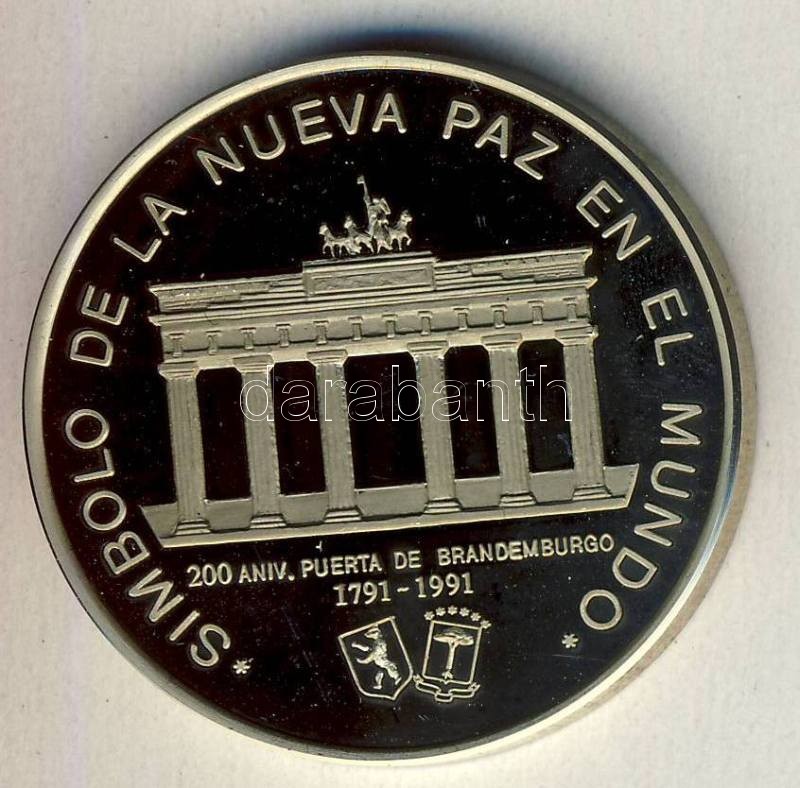 * SIMBOLO DE LA NUEVA PAZ EN EL MUNDO *
200 ANIV. PUERTA DE BRANDEMBURGO
1791-1991
darabanth